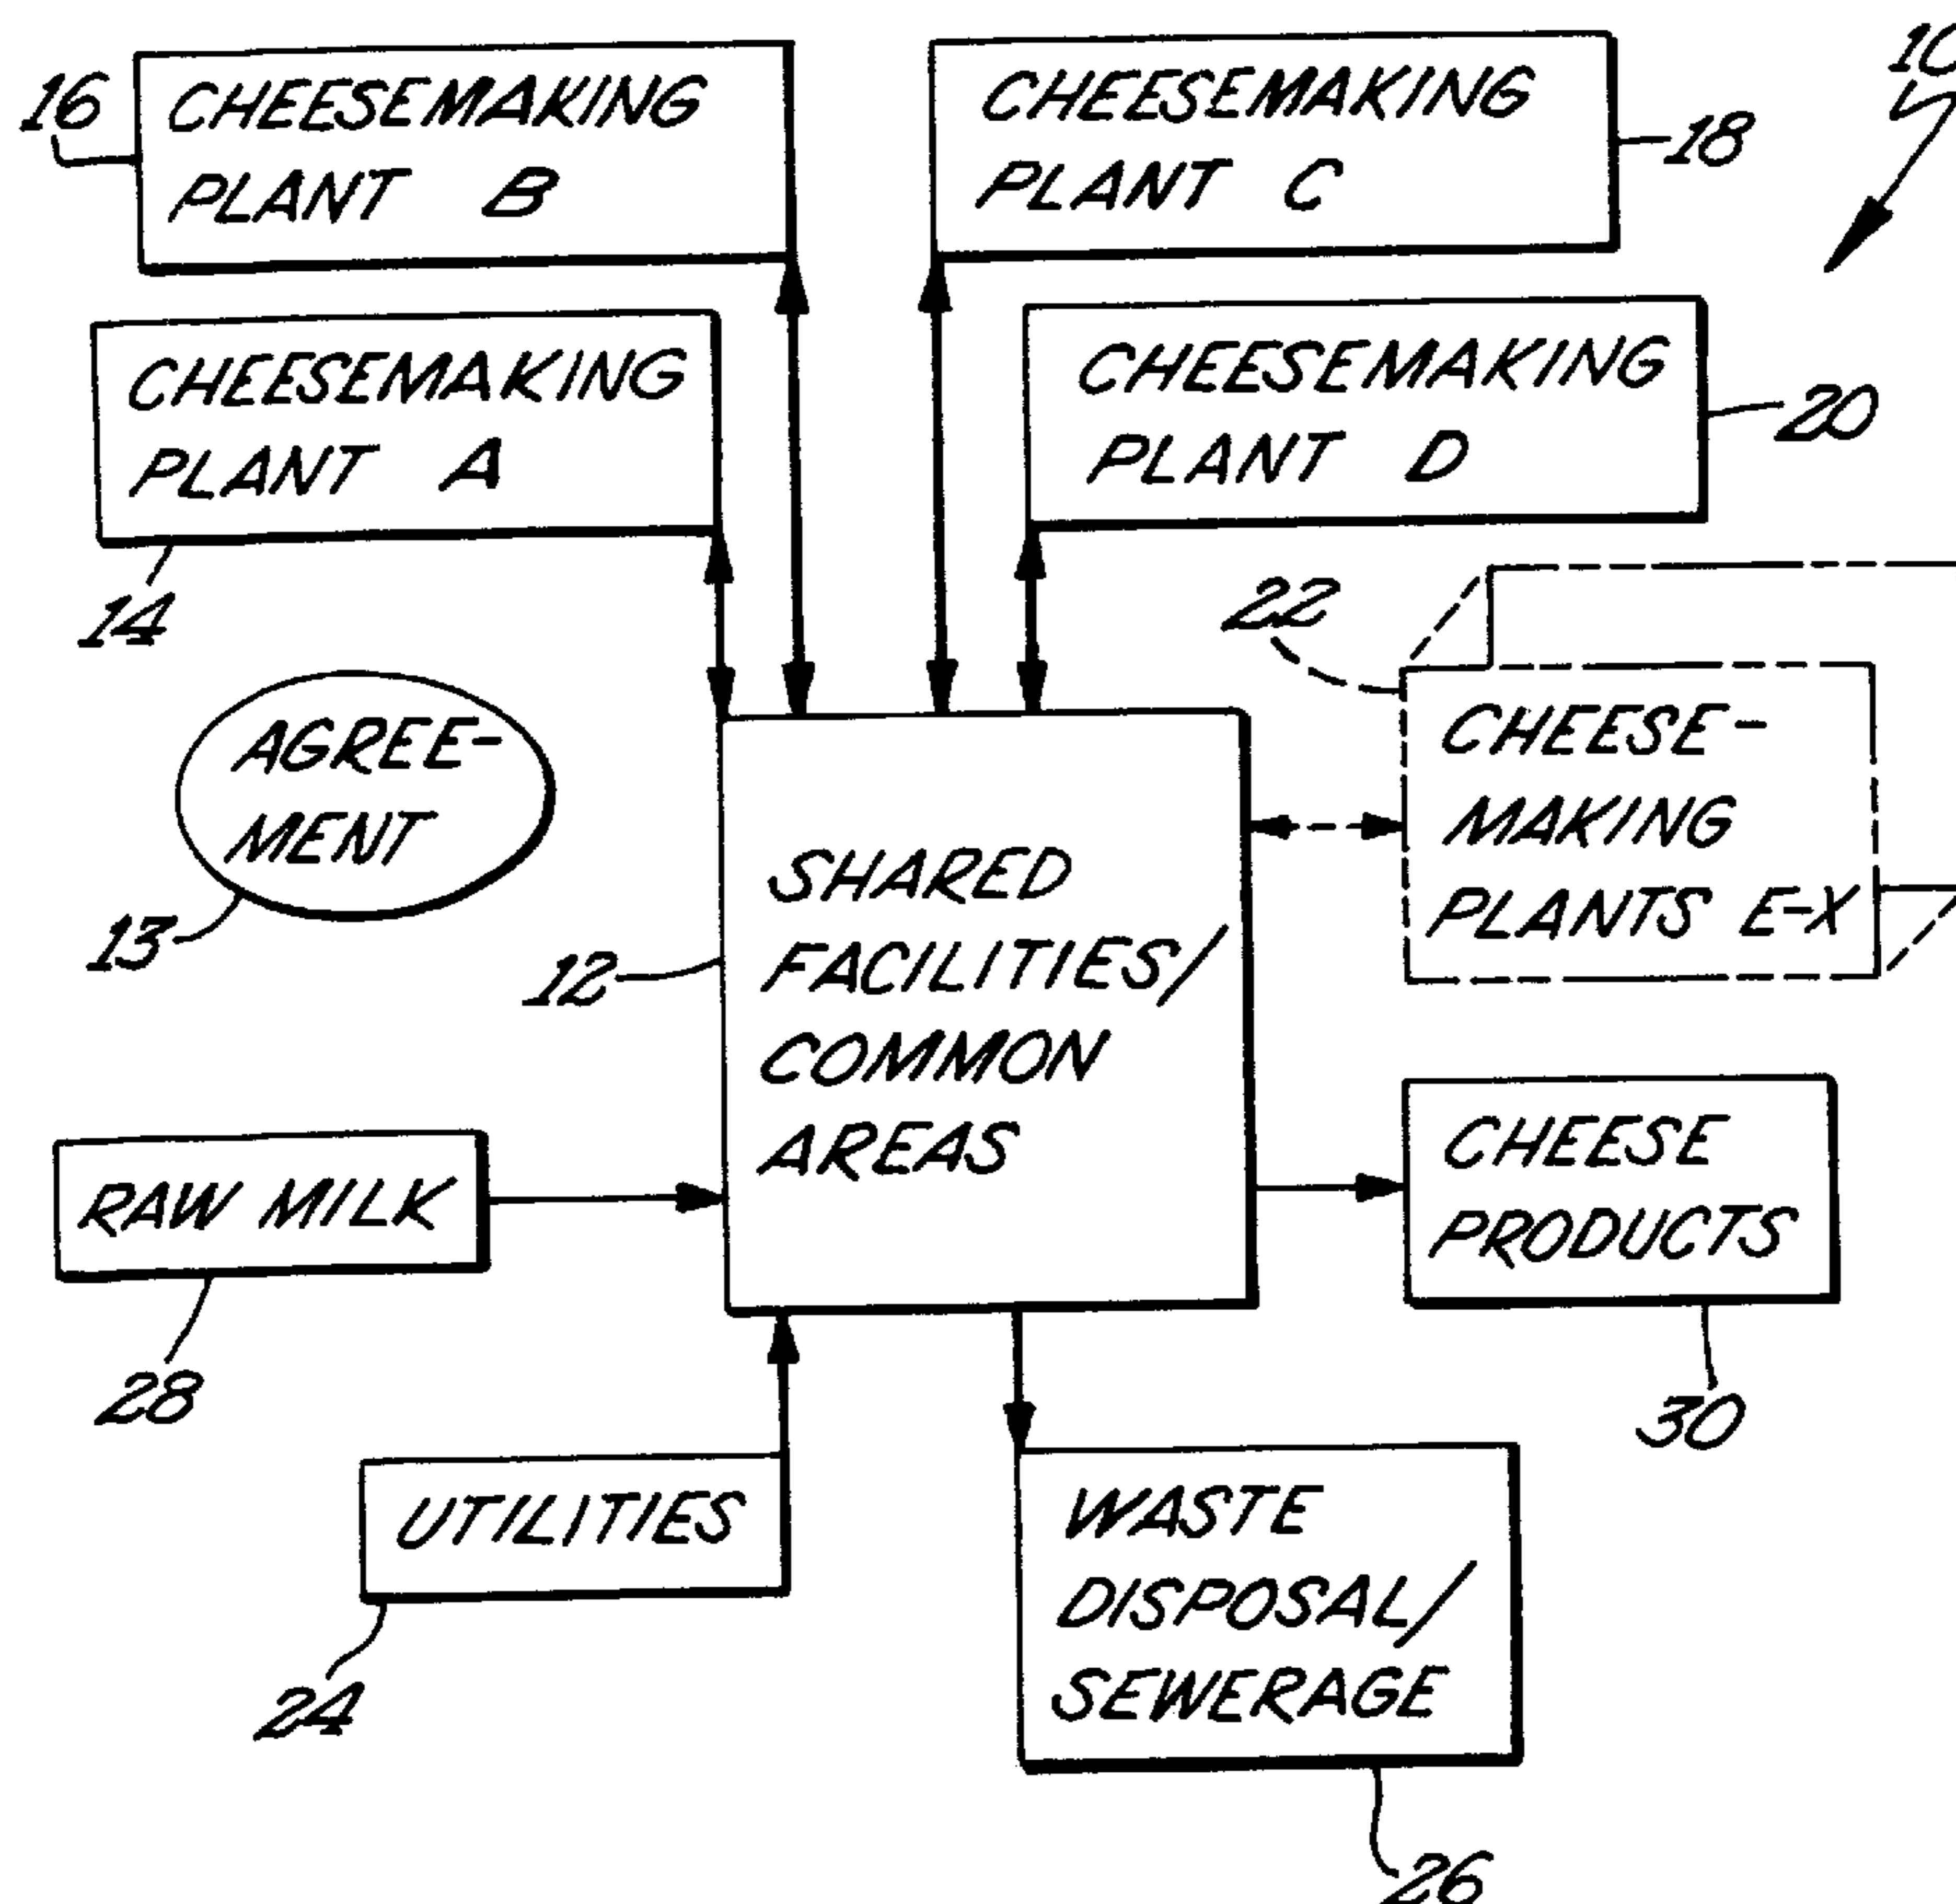 10
16
CHEESEMAKING
PLANT B
CHEESEMAKING
PLANT C
18
CHEESEMAKING
PLANT A
14
CHEESEMAKING
PLANT D
20
22
CHEESE-
MAKING
PLANTS E-X
AGREE-
MENT
13
12
SHARED
FACILITIES/
COMMON
AREAS
RAW MILK
28
CHEESE
PRODUCTS
30
UTILITIES
24
WASTE
DISPOSAL/
SEWERAGE
26